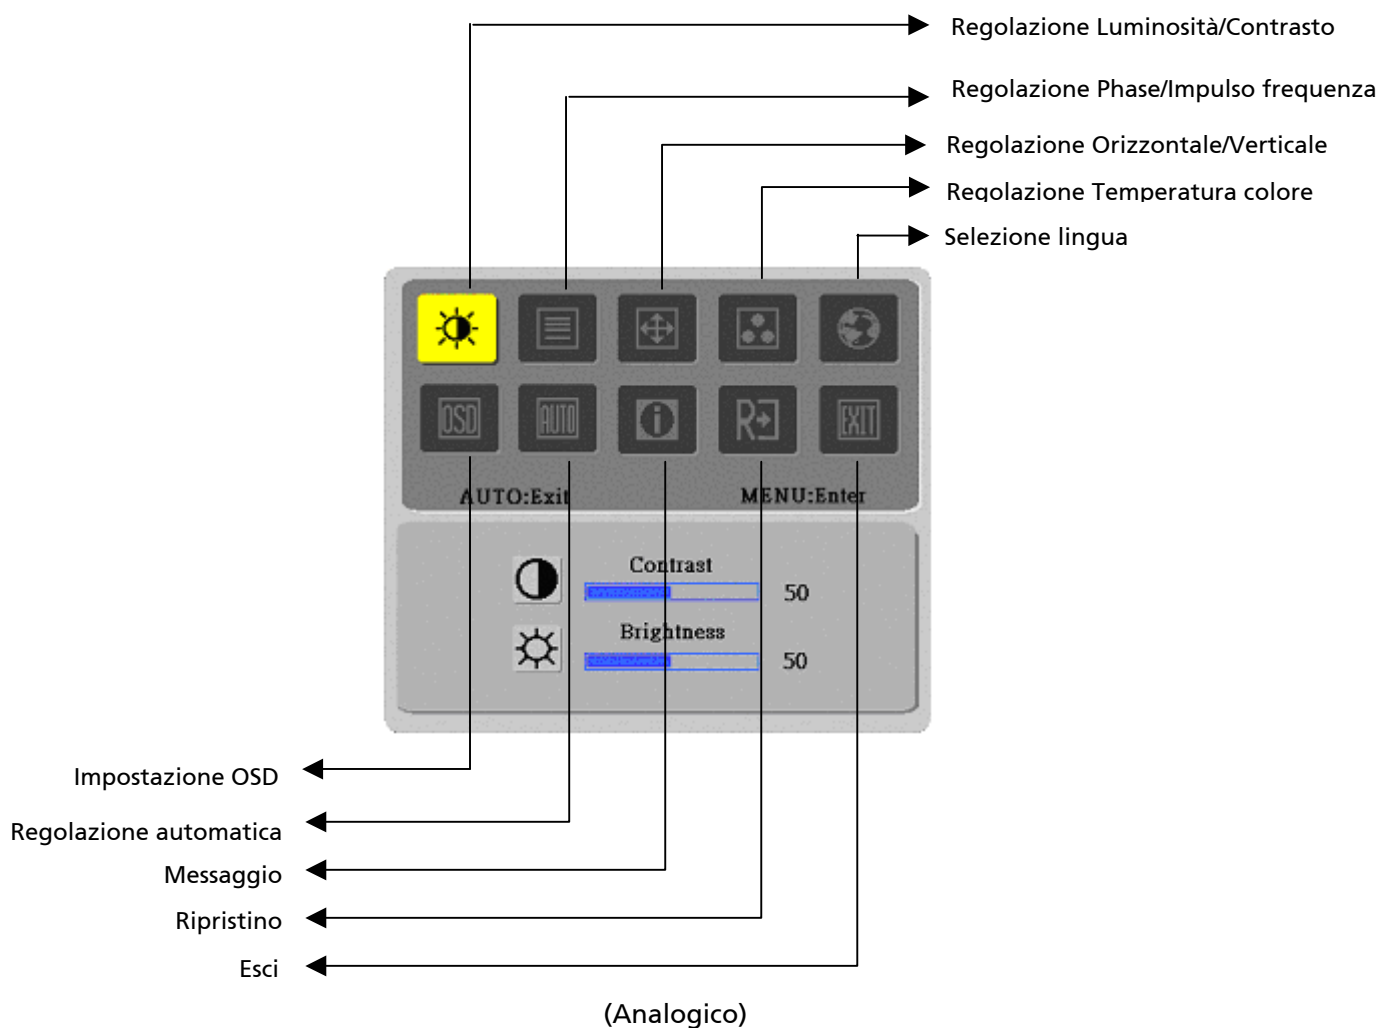 Regolazione Luminosità/Contrasto
Regolazione Phase/Impulso frequenza
Regolazione Orizzontale/Verticale
Regolazione Temperatura colore
Selezione lingua
OSD AUTO i R EXIT
AUTO:Exit MENU:Enter
Contrast
50
Brightness
50
Impostazione OSD
Regolazione automatica
Messaggio
Ripristino
Esci
(Analogico)